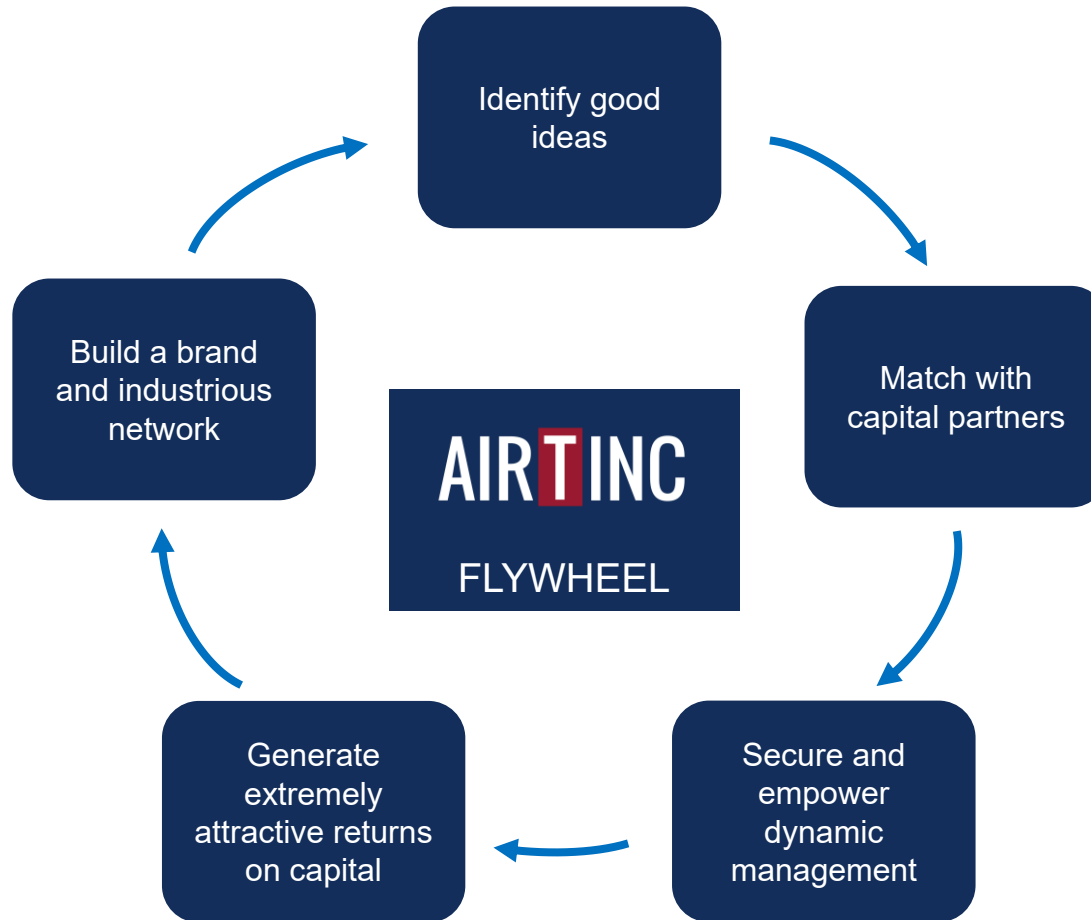 Identify good
ideas
Match with
capital partners
Secure and
empower
dynamic
management
Generate
extremely
attractive returns
on capital
Build a brand
and industrious
network
AIRTINC
FLYWHEEL